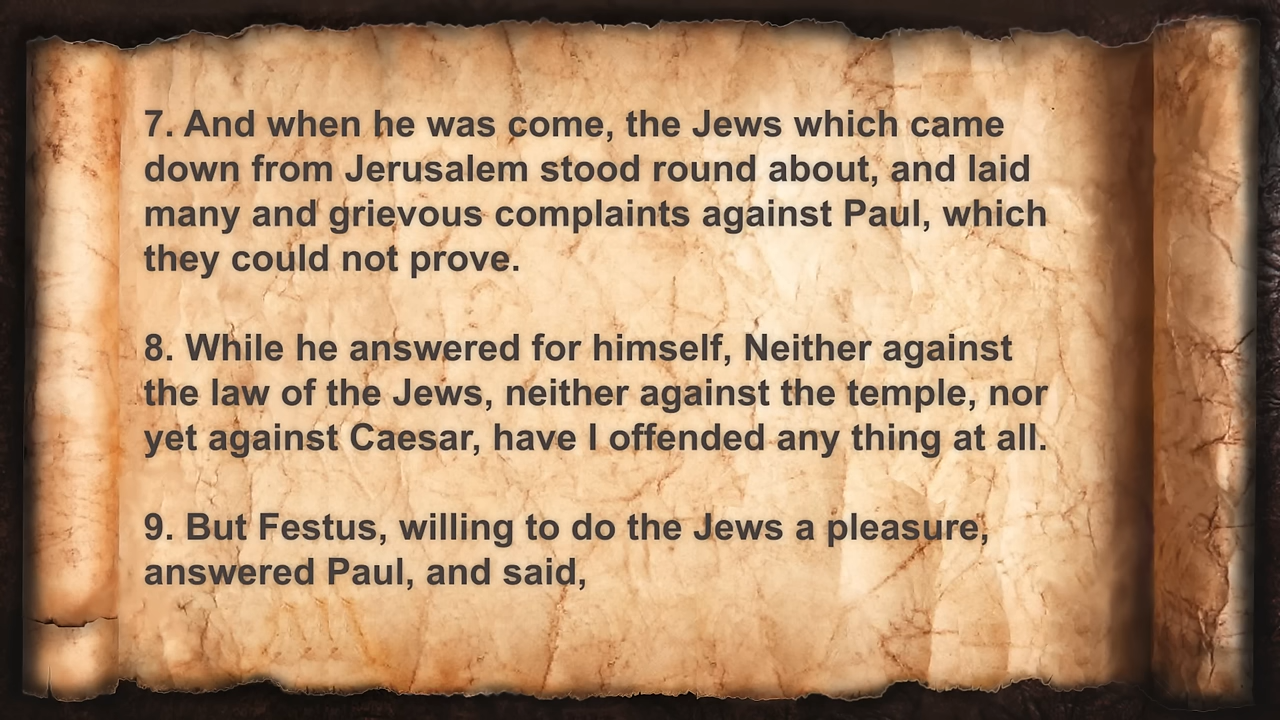 7. And when he was come, the Jews which came
down from Jerusalem stood round about, and laid
many and grievous complaints against Paul, which
they could not prove.
8. While he answered for himself, Neither against
the law of the Jews, neither against the temple, nor
yet against Caesar, have I offended any thing at all.
9. But Festus, willing to do the Jews a pleasure,
answered Paul, and said,